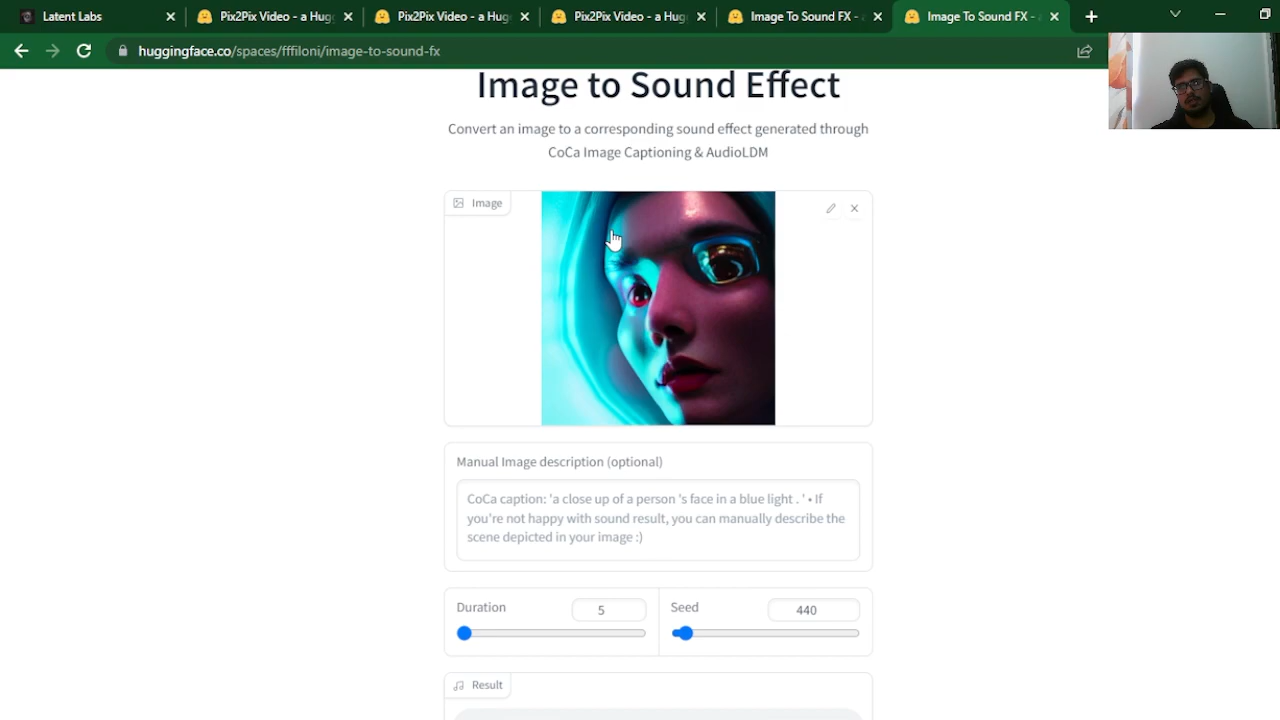 Latent Labs
Pix2Pix Video - a Hug
Pix2Pix Video - a Hug
Pix2Pix Video - a Hug
Image To Sound FX - a
Image To Sound FX - a
huggingface.co/spaces/fffiloni/image-to-sound-fx
Image to Sound Effect
Convert an image to a corresponding sound effect generated through
CoCa Image Captioning & AudioLDM
Image
Manual Image description (optional)
CoCa caption: 'a close up of a person 's face in a blue light . ' • If
you're not happy with sound result, you can manually describe the
scene depicted in your image :)
Duration 5
Seed 440
Result